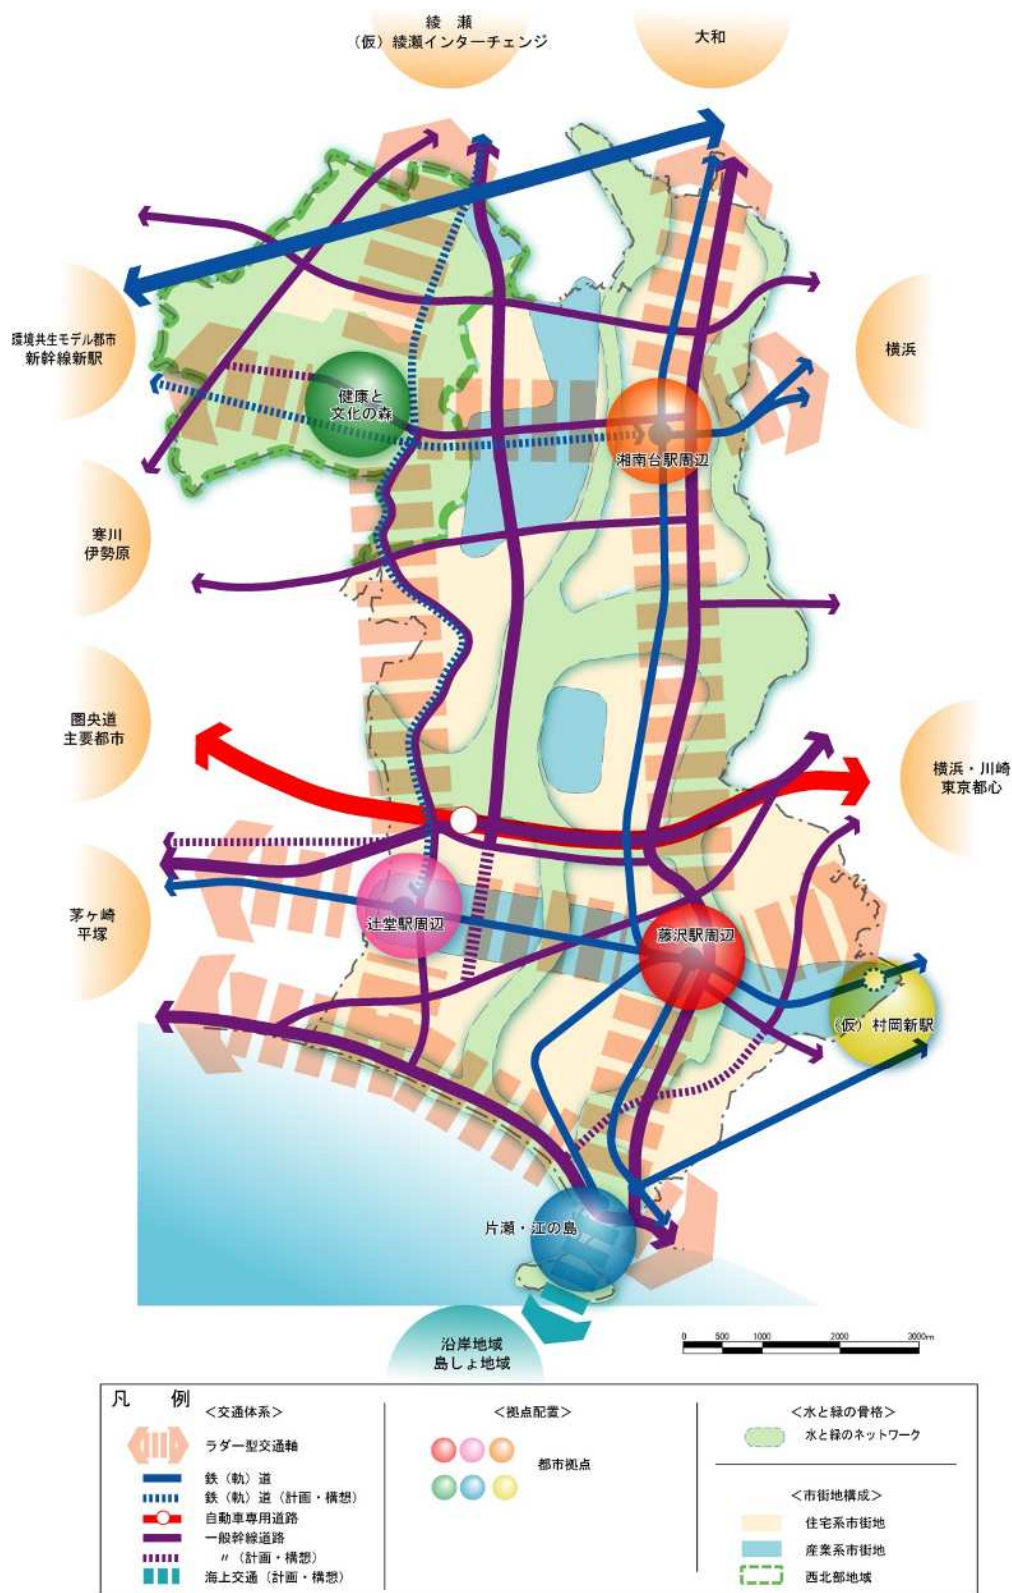 綾　瀬
（仮）綾瀬インターチェンジ
大和
環境共生モデル都市
新幹線新駅
横浜
健康と
文化の森
湘南台駅周辺
寒川
伊勢原
圏央道
主要都市
横浜・川崎
東京都心
茅ヶ崎
平塚
辻堂駅周辺
藤沢駅周辺
（仮）村岡新駅
片瀬・江の島
沿岸地域
島しょ地域
0 500 1000 2000 3000m
凡　例
＜交通体系＞
ラダー型交通軸
鉄（軌）道
鉄（軌）道（計画・構想）
自動車専用道路
一般幹線道路
〃（計画・構想）
海上交通（計画・構想）
＜拠点配置＞
都市拠点
＜水と緑の骨格＞
水と緑のネットワーク
＜市街地構成＞
住宅系市街地
産業系市街地
西北部地域